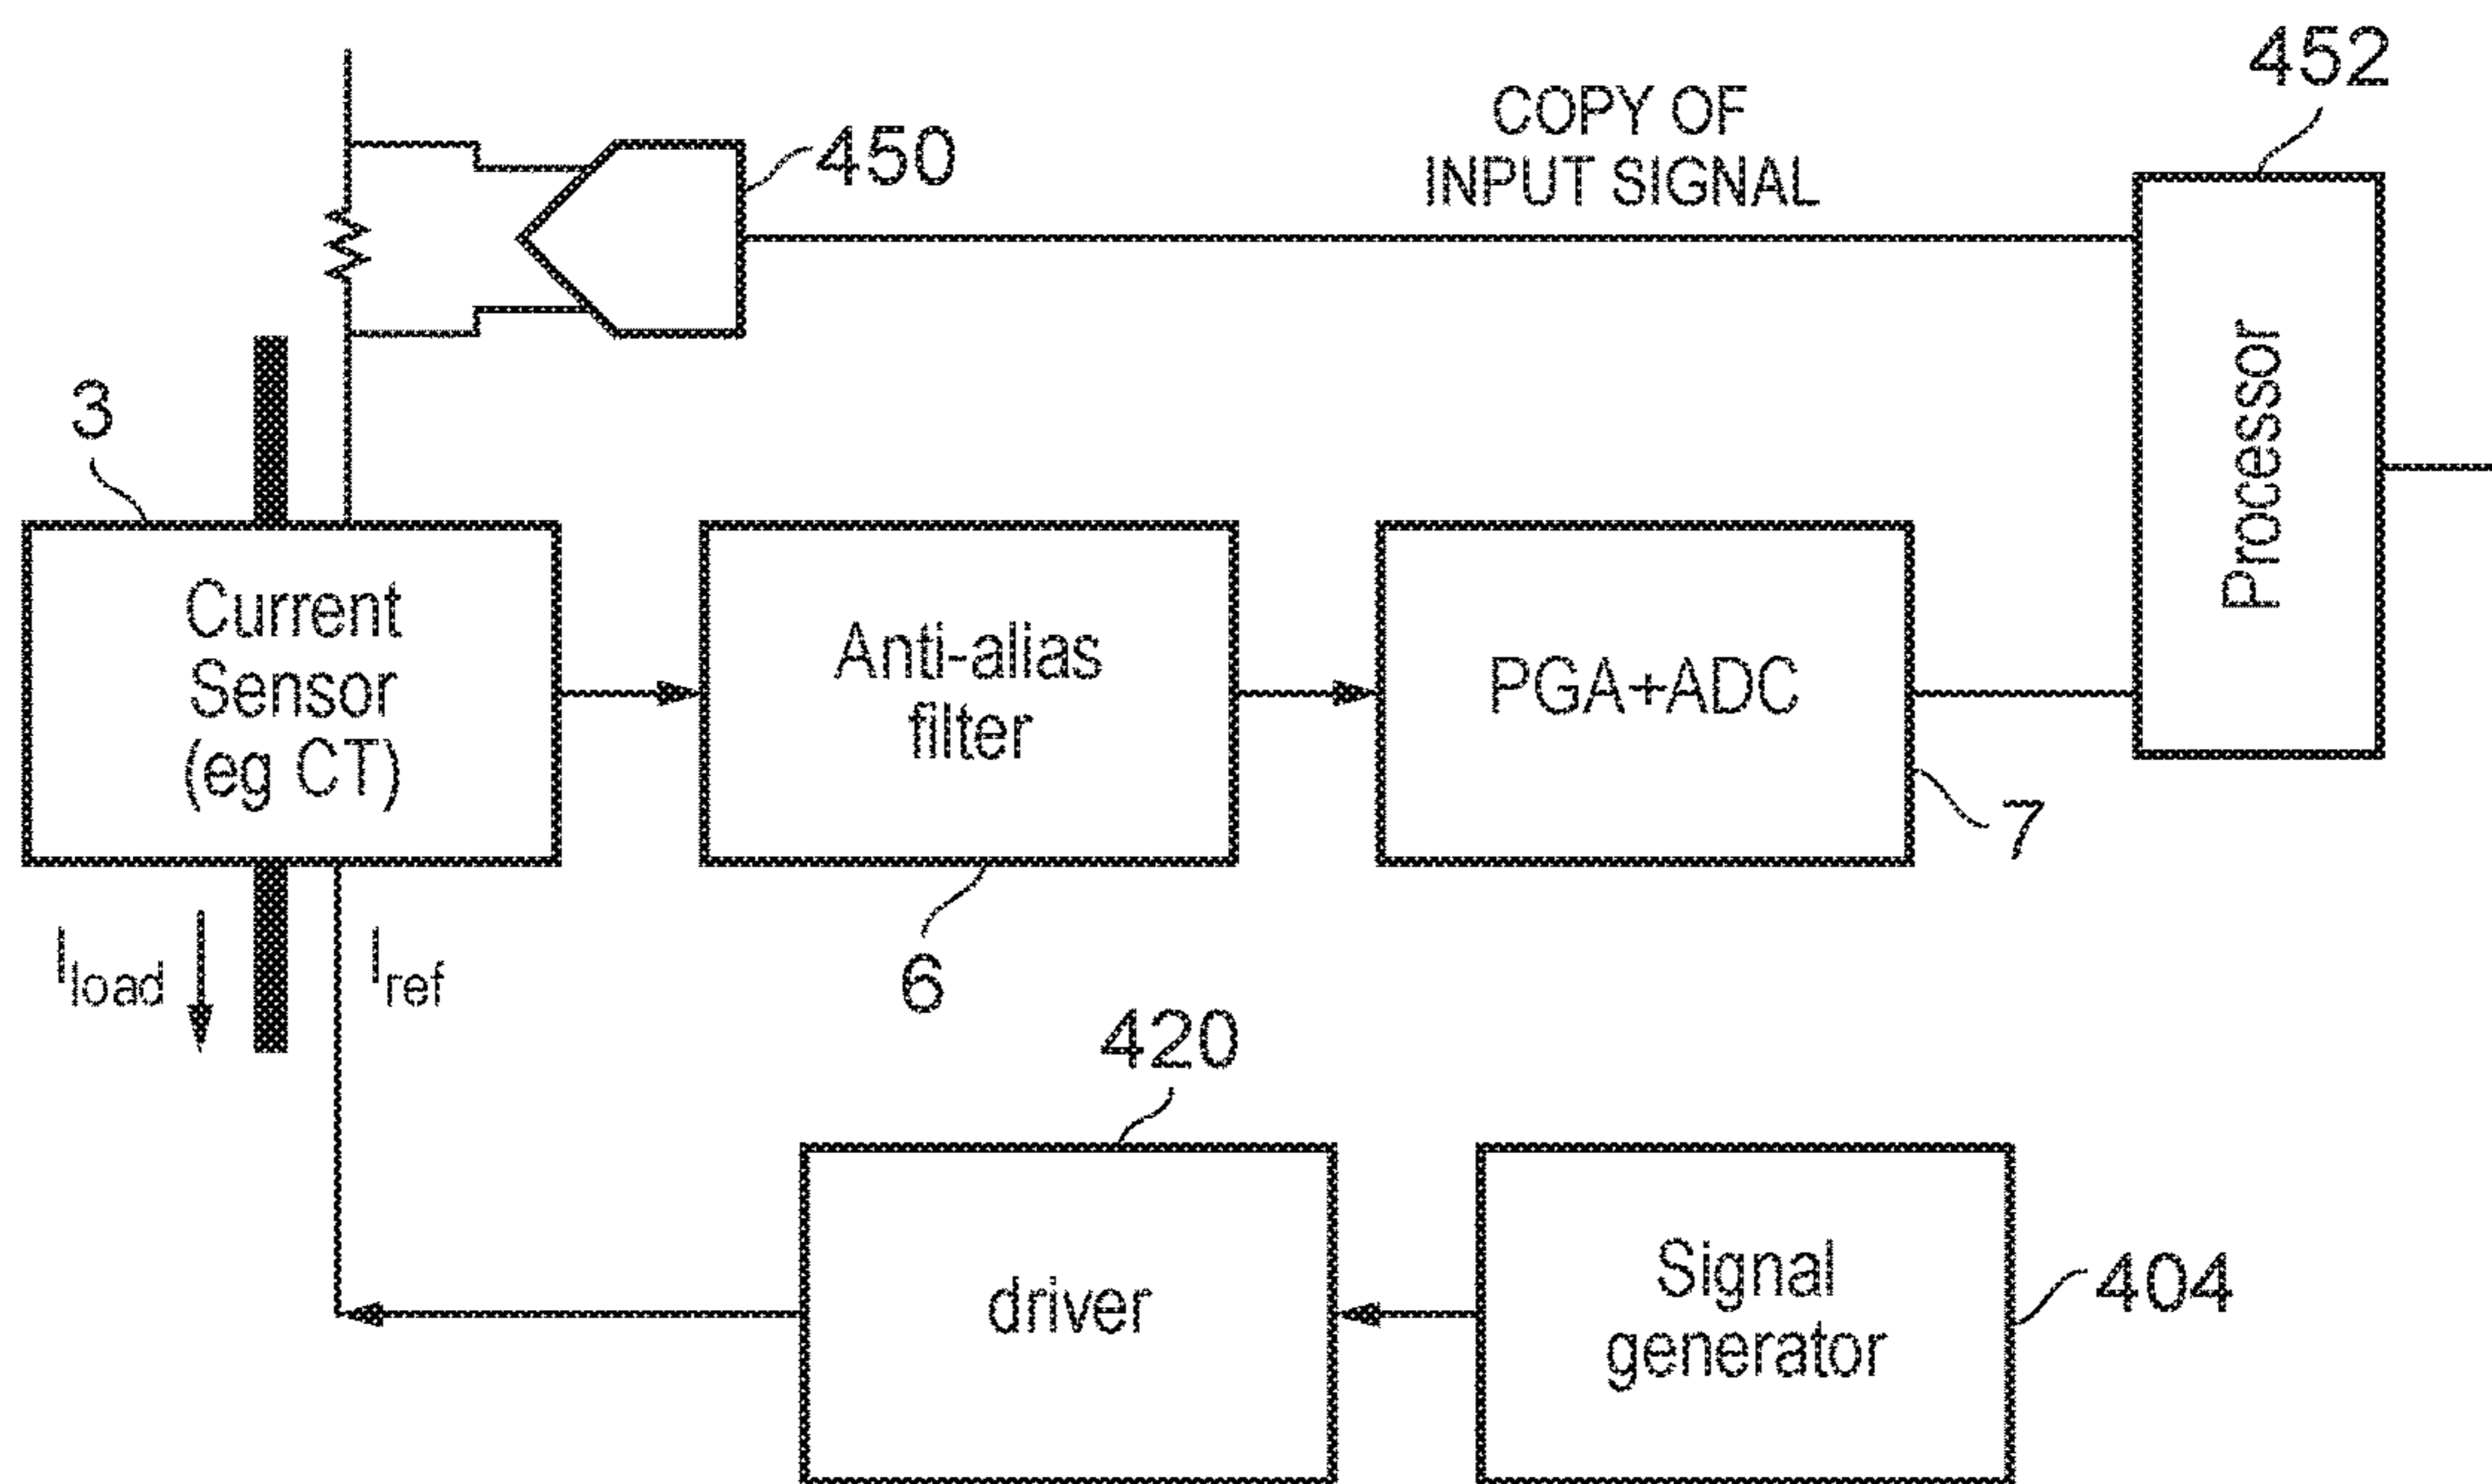 452
COPY OF
INPUT SIGNAL
450
3
Processor
Current
Sensor
(eg CT)
Anti-alias
filter
PGA+ADC
7
6
Iload
Iref
420
driver
Signal
generator
404